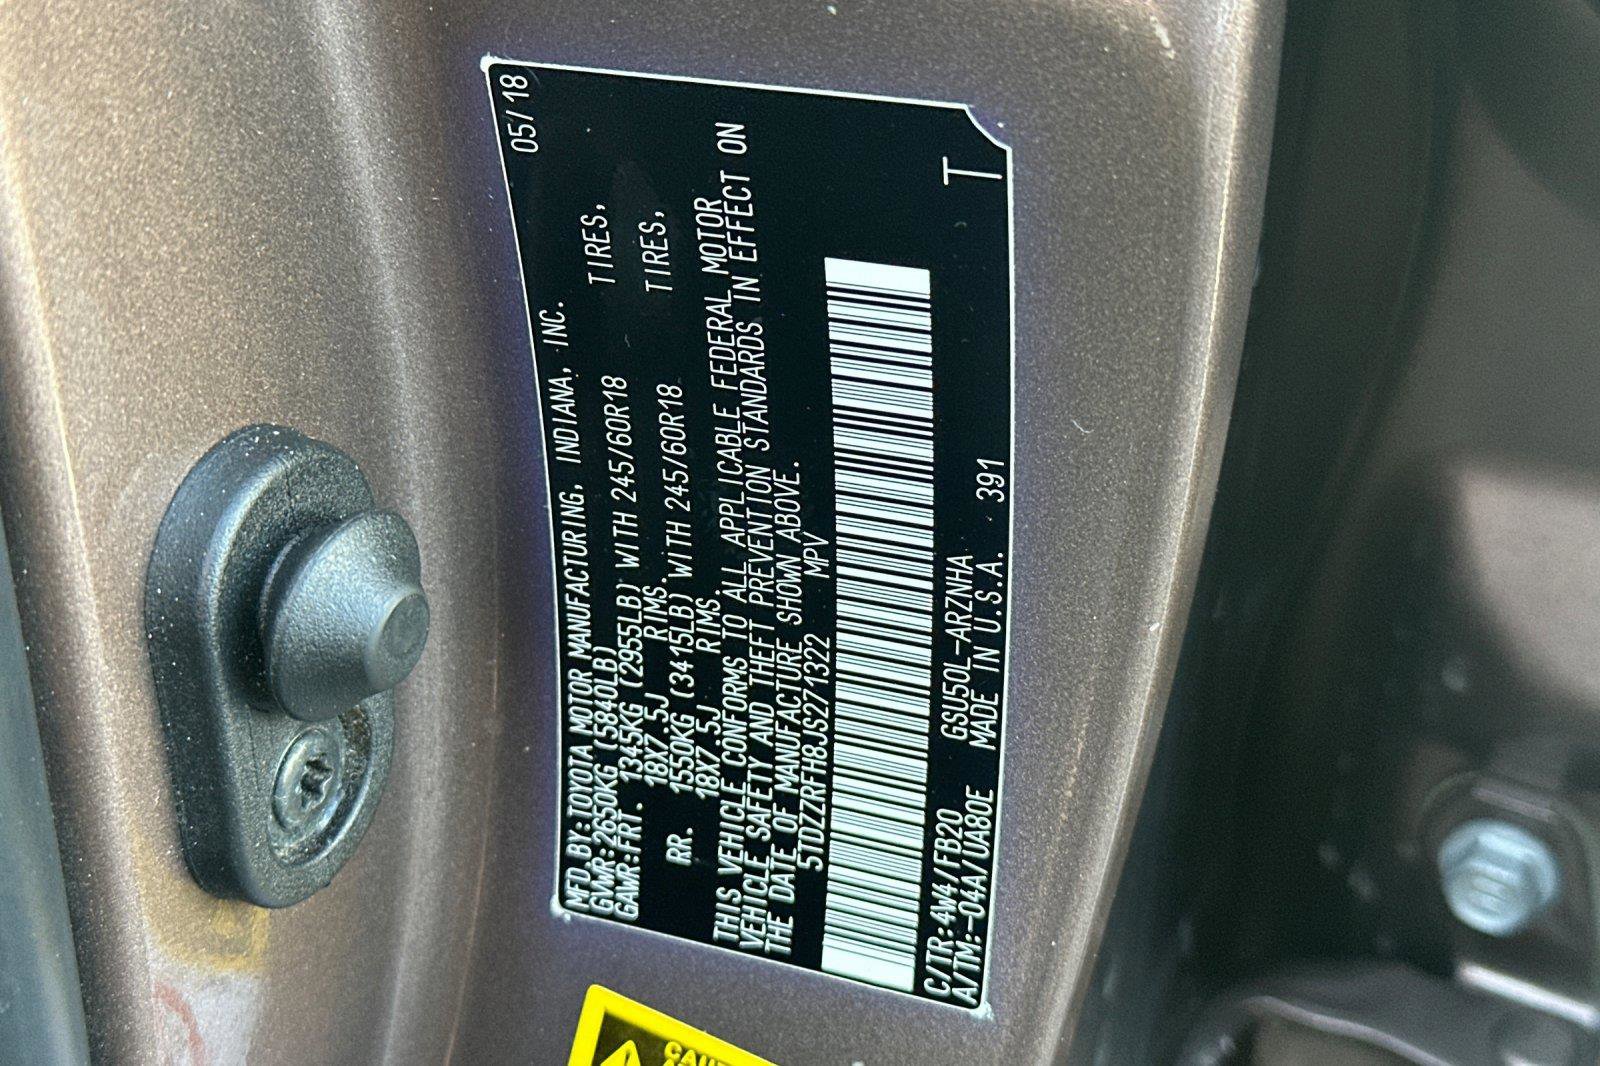 MFD.BY:TOYOTA MOTOR MANUFACTURING, INDIANA, INC. 05/18
GVWR:2650KG (5840LB)
GAWR:FRT. 1345KG (2955LB) WITH 245/60R18 TIRES,
18X7.5J RIMS.
RR. 1550KG (3415LB) WITH 245/60R18 TIRES,
18X7.5J RIMS.
THIS VEHICLE CONFORMS TO ALL APPLICABLE FEDERAL MOTOR
VEHICLE SAFETY AND THEFT PREVENTION STANDARDS IN EFFECT ON
THE DATE OF MANUFACTURE SHOWN ABOVE.
5TDZZRFH8JS271322 MPV
C/TR:4W4/FB20 GSU50L-ARZNHA T
A/TM:-04A/UA80E MADE IN U.S.A. 391